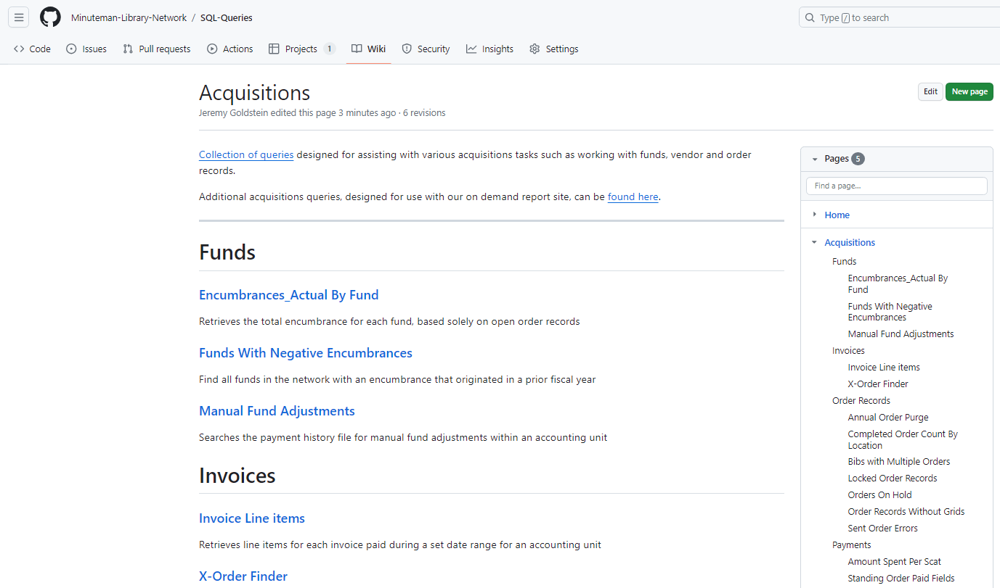 Minuteman-Library-Network / SQL-Queries
Type / to search
Code Issues Pull requests Actions Projects 1 Wiki Security Insights Settings
Acquisitions
Edit New page
Jeremy Goldstein edited this page 3 minutes ago · 6 revisions
Collection of queries designed for assisting with various acquisitions tasks such as working with funds, vendor and order
records.
Additional acquisitions queries, designed for use with our on demand report site, can be found here.
Funds
Encumbrances_Actual By Fund
Retrieves the total encumbrance for each fund, based solely on open order records
Funds With Negative Encumbrances
Find all funds in the network with an encumbrance that originated in a prior fiscal year
Manual Fund Adjustments
Searches the payment history file for manual fund adjustments within an accounting unit
Invoices
Invoice Line items
Retrieves line items for each invoice paid during a set date range for an accounting unit
X-Order Finder
Pages 5
Find a page...
Home
Acquisitions
Funds
Encumbrances_Actual By
Fund
Funds With Negative
Encumbrances
Manual Fund Adjustments
Invoices
Invoice Line items
X-Order Finder
Order Records
Annual Order Purge
Completed Order Count By
Location
Bibs with Multiple Orders
Locked Order Records
Orders On Hold
Order Records Without Grids
Sent Order Errors
Payments
Amount Spent Per Scat
Standing Order Paid Fields